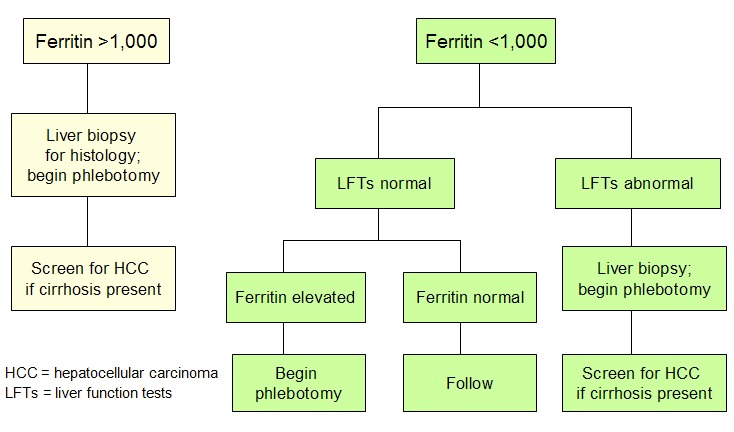 Ferritin >1,000
Liver biopsy
for histology;
begin phlebotomy
Screen for HCC
if cirrhosis present
Ferritin <1,000
LFTs normal
LFTs abnormal
Ferritin elevated
Ferritin normal
Liver biopsy;
begin phlebotomy
Begin
phlebotomy
Follow
Screen for HCC
if cirrhosis present
HCC = hepatocellular carcinoma
LFTs = liver function tests